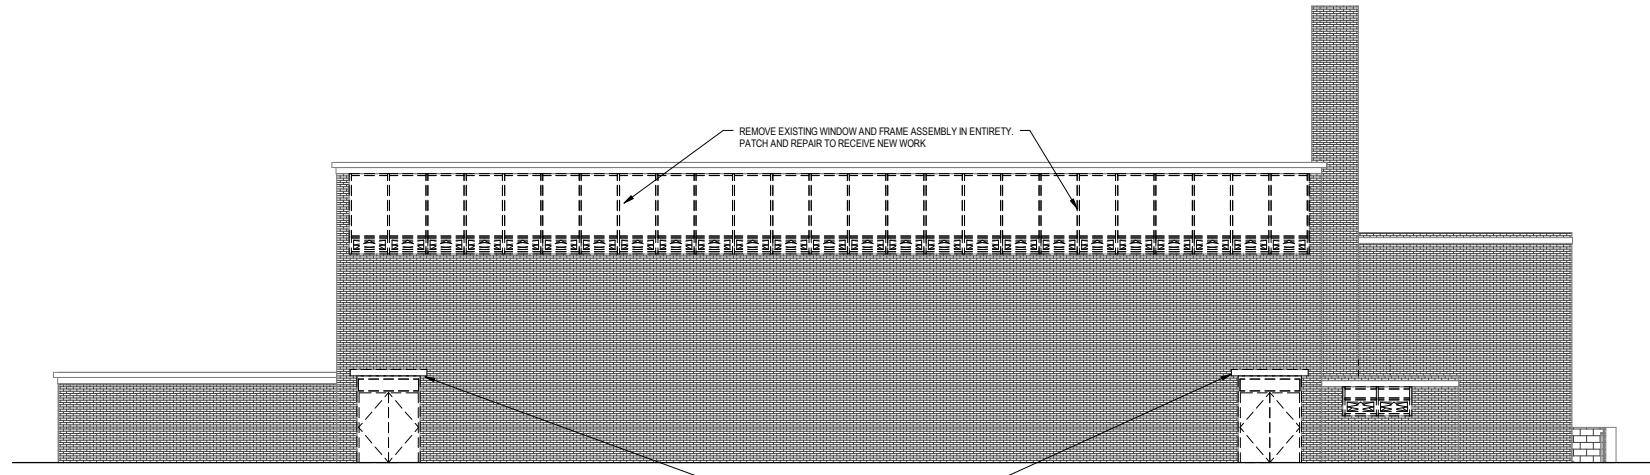 REMOVE EXISTING WINDOW AND FRAME ASSEMBLY IN ENTIRETY.
PATCH AND REPAIR TO RECEIVE NEW WORK